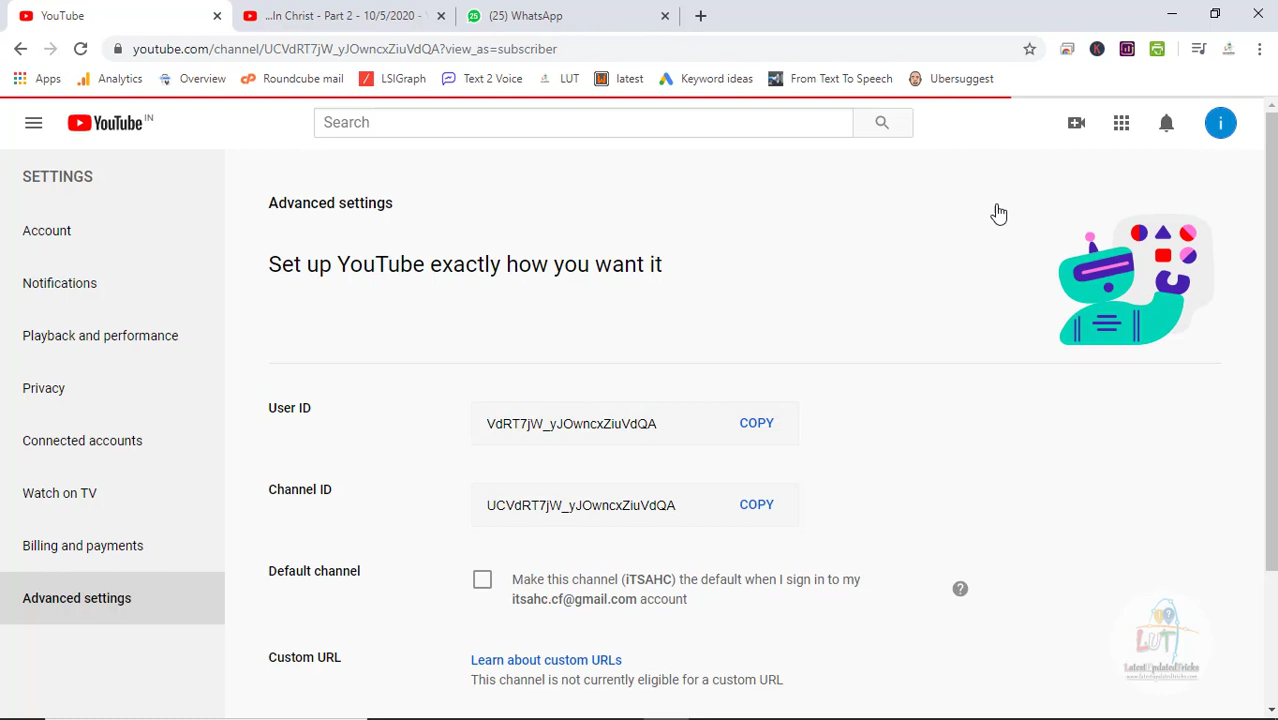 YouTube
...In Christ - Part 2 - 10/5/2020 -
(25) WhatsApp
youtube.com/channel/UCVdRT7jW_yJOwncxZiuVdQA?view_as=subscriber
Apps
Analytics
Overview
Roundcube mail
LSIGraph
Text 2 Voice
LUT
latest
Keyword ideas
From Text To Speech
Ubersuggest
YouTube IN
Search
i
SETTINGS
Account
Notifications
Playback and performance
Privacy
Connected accounts
Watch on TV
Billing and payments
Advanced settings
Advanced settings
Set up YouTube exactly how you want it
User ID
VdRT7jW_yJOwncxZiuVdQA COPY
Channel ID
UCVdRT7jW_yJOwncxZiuVdQA COPY
Default channel
Make this channel (iTSAHC) the default when I sign in to my
itsahc.cf@gmail.com account
?
Custom URL
Learn about custom URLs
This channel is not currently eligible for a custom URL
LUT
LatestUpdatedTricks
www.latestupdatedtricks.com